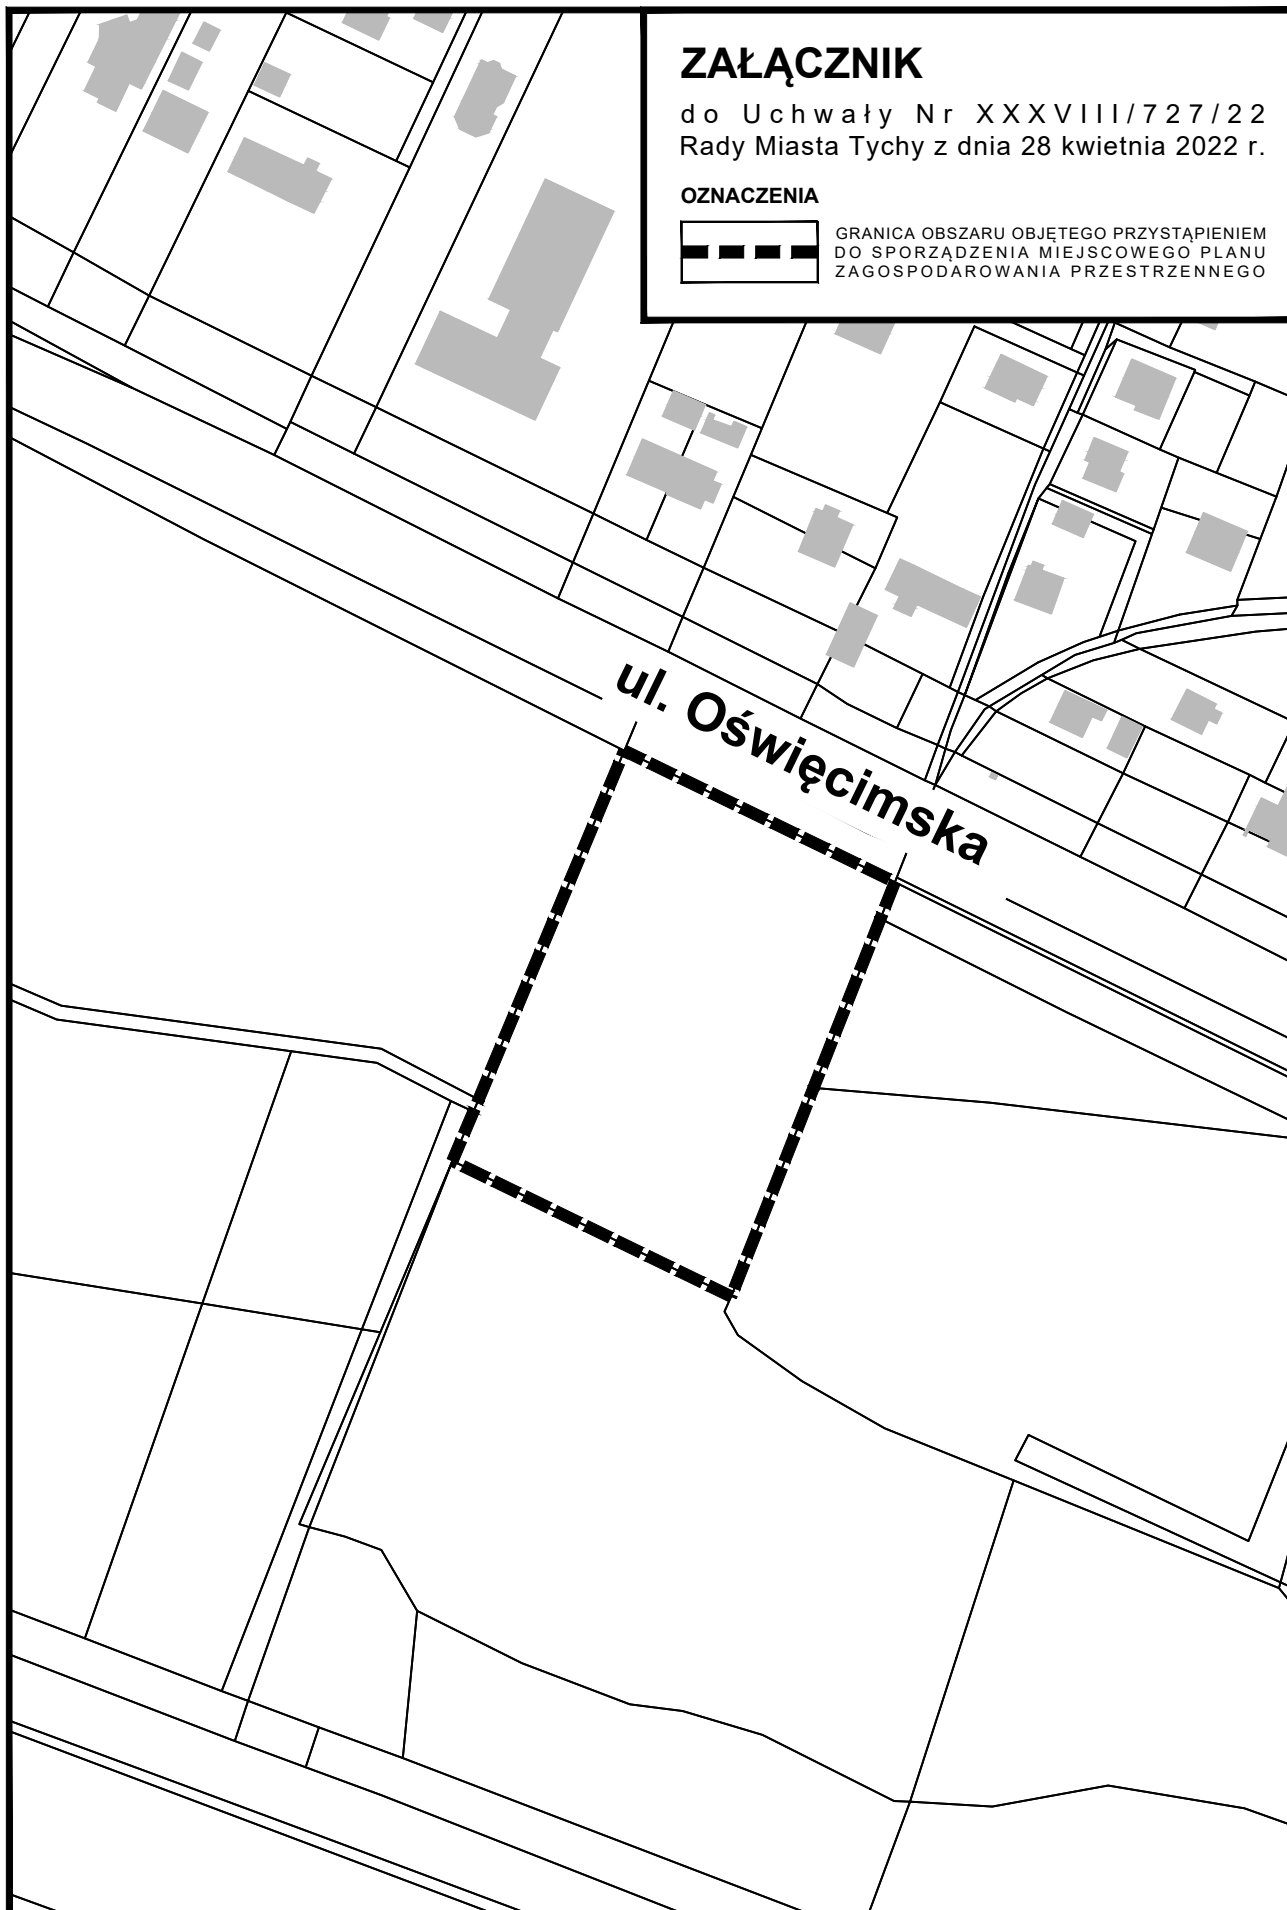 ZAŁĄCZNIK
do Uchwały Nr XXXVIII/727/22
Rady Miasta Tychy z dnia 28 kwietnia 2022 r.
OZNACZENIA
GRANICA OBSZARU OBJĘTEGO PRZYSTĄPIENIEM
DO SPORZĄDZENIA MIEJSCOWEGO PLANU
ZAGOSPODAROWANIA PRZESTRZENNEGO
ul. Oświęcimska